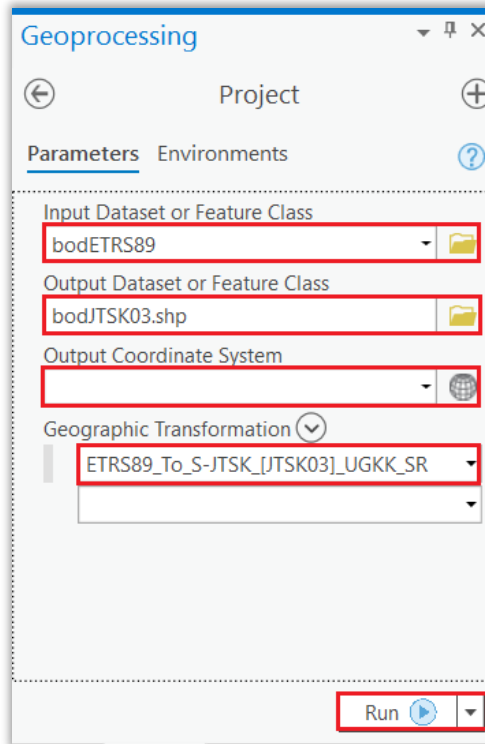 Geoprocessing
Project
Parameters Environments
Input Dataset or Feature Class
bodETRS89
Output Dataset or Feature Class
bodJTSK03.shp
Output Coordinate System
Geographic Transformation
ETRS89_To_S-JTSK_[JTSK03]_UGKK_SR
Run